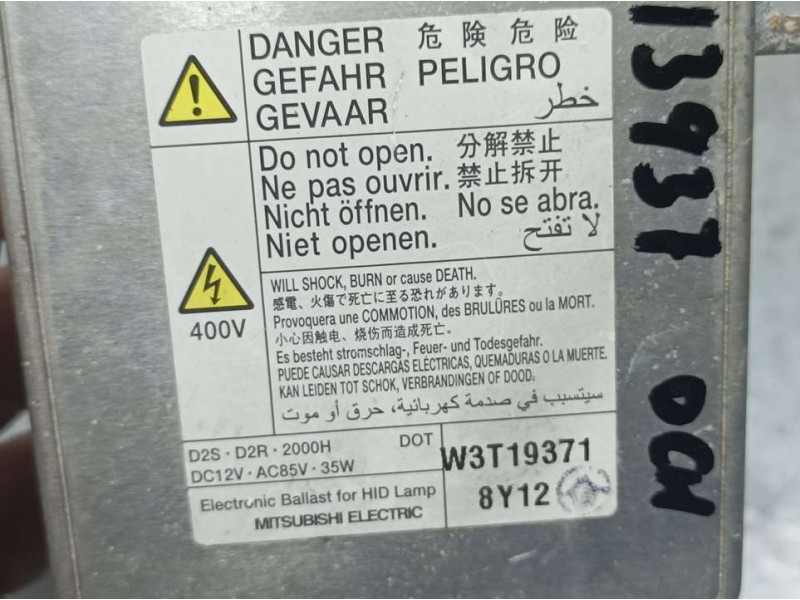 DANGER 危険危险
GEFAHR PELIGRO
GEVAAR خطر
Do not open. 分解禁止
Ne pas ouvrir. 禁止拆开
Nicht öffnen. No se abra.
Niet openen. لا تفتح
400V
WILL SHOCK, BURN or cause DEATH.
感電、火傷で死亡に至る恐れがあります。
Provoquera une COMMOTION, des BRULÛRES ou la MORT.
小心因触电、烧伤而造成死亡。
Es besteht stromschlag-, Feuer- und Todesgefahr.
PUEDE CAUSAR DESCARGAS ELÉCTRICAS, QUEMADURAS O LA MUERTE.
KAN LEIDEN TOT SCHOK, VERBRANDINGEN OF DOOD.
سيتسبب في صدمة كهربائية، حرق أو موت
D2S · D2R · 2000H DOT
DC12V · AC85V · 35W
W3T19371
Electronic Ballast for HID Lamp
MITSUBISHI ELECTRIC
8Y12